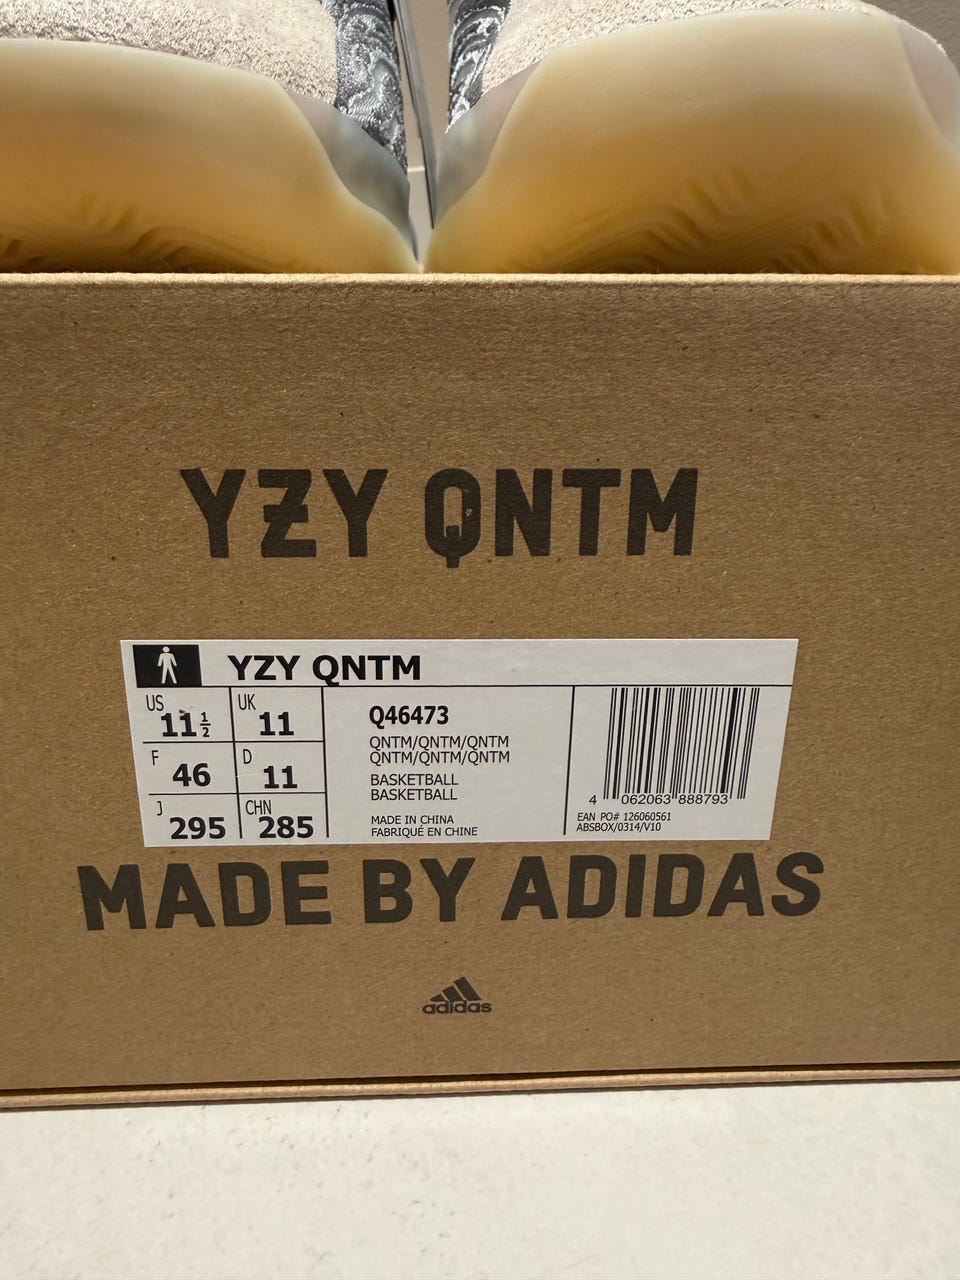 YZY QNTM
YZY QNTM
US 11 1/2
UK 11
F 46
D 11
J 295
CHN 285
Q46473
QNTM/QNTM/QNTM
QNTM/QNTM/QNTM
BASKETBALL
BASKETBALL
MADE IN CHINA
FABRIQUÉ EN CHINE
4 062063 888793
EAN PO# 126060561
ABSBOX/0314/V10
MADE BY ADIDAS
adidas